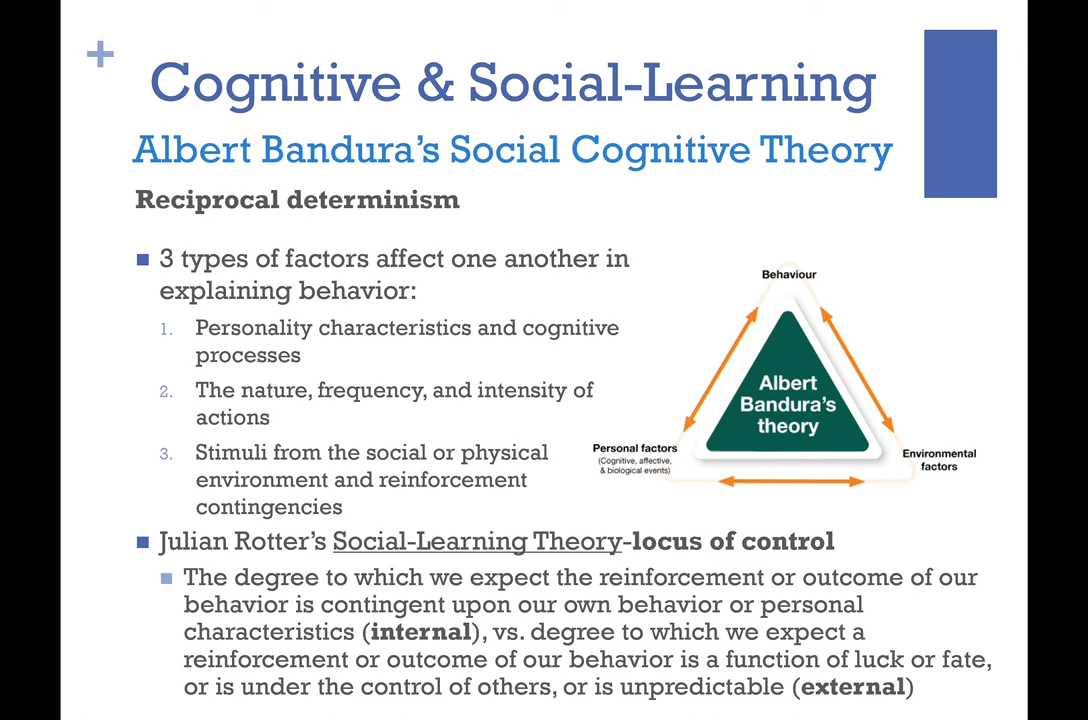 +
Cognitive & Social-Learning
Albert Bandura's Social Cognitive Theory
Reciprocal determinism
3 types of factors affect one another in
explaining behavior:
1. Personality characteristics and cognitive
processes
2. The nature, frequency, and intensity of
actions
3. Stimuli from the social or physical
environment and reinforcement
contingencies
Behaviour
Albert
Bandura's
theory
Personal factors
(Cognitive, affective,
& biological events)
Environmental
factors
Julian Rotter's Social-Learning Theory-locus of control
The degree to which we expect the reinforcement or outcome of our
behavior is contingent upon our own behavior or personal
characteristics (internal), vs. degree to which we expect a
reinforcement or outcome of our behavior is a function of luck or fate,
or is under the control of others, or is unpredictable (external)